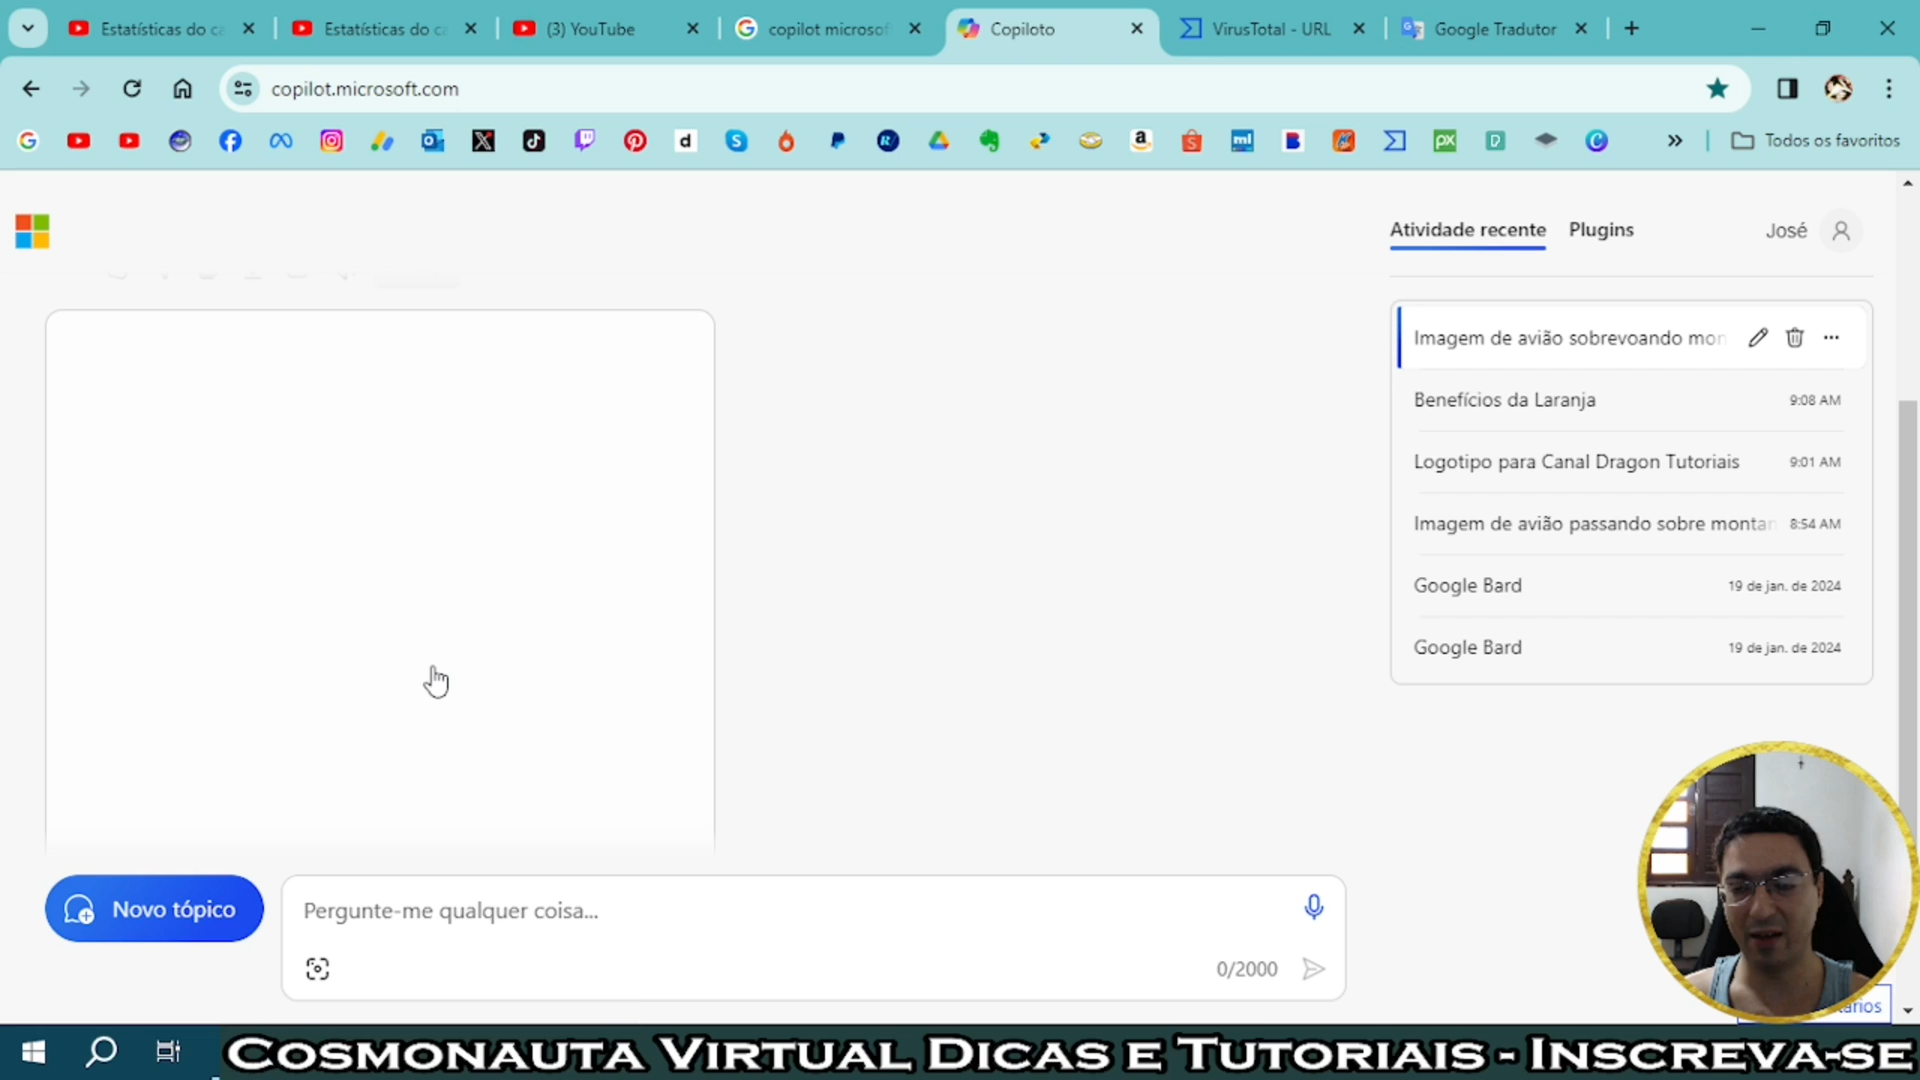 Estatísticas do ca
Estatísticas do ca
(3) YouTube
copilot microsof
Copiloto
VirusTotal - URL
Google Tradutor
copilot.microsoft.com
Todos os favoritos
Atividade recente
Plugins
José
Imagem de avião sobrevoando mon
Benefícios da Laranja
9:08 AM
Logotipo para Canal Dragon Tutoriais
9:01 AM
Imagem de avião passando sobre montan
8:54 AM
Google Bard
19 de jan. de 2024
Google Bard
19 de jan. de 2024
Novo tópico
Pergunte-me qualquer coisa...
0/2000
ários
Cosmonauta Virtual Dicas e Tutoriais - Inscreva-se